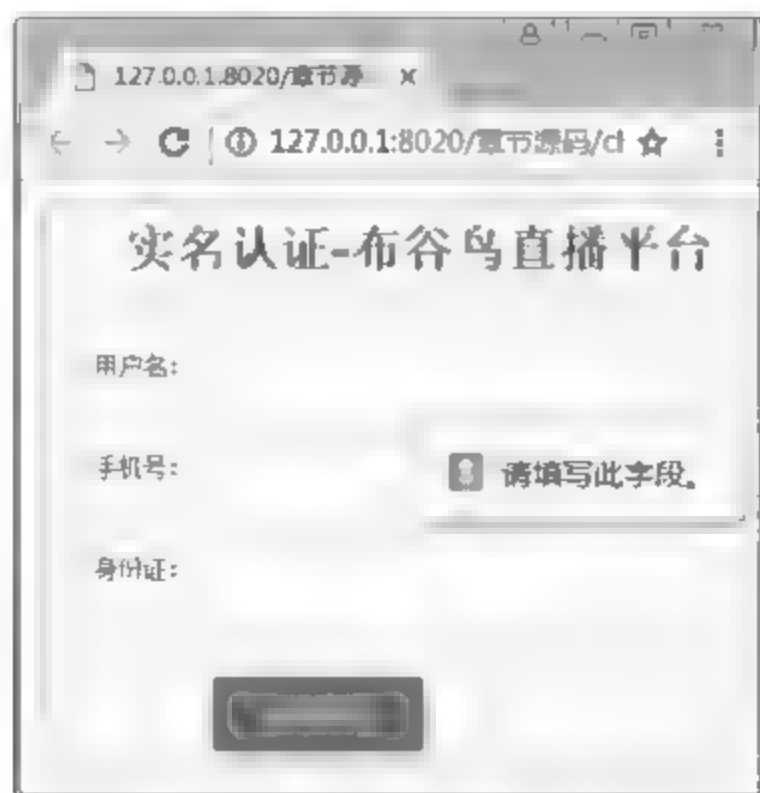 127.0.0.1:8020/章节源
127.0.0.1:8020/章节源码/cl
实名认证-布谷鸟直播平台
用户名:
手机号:
请填写此字段。
身份证: